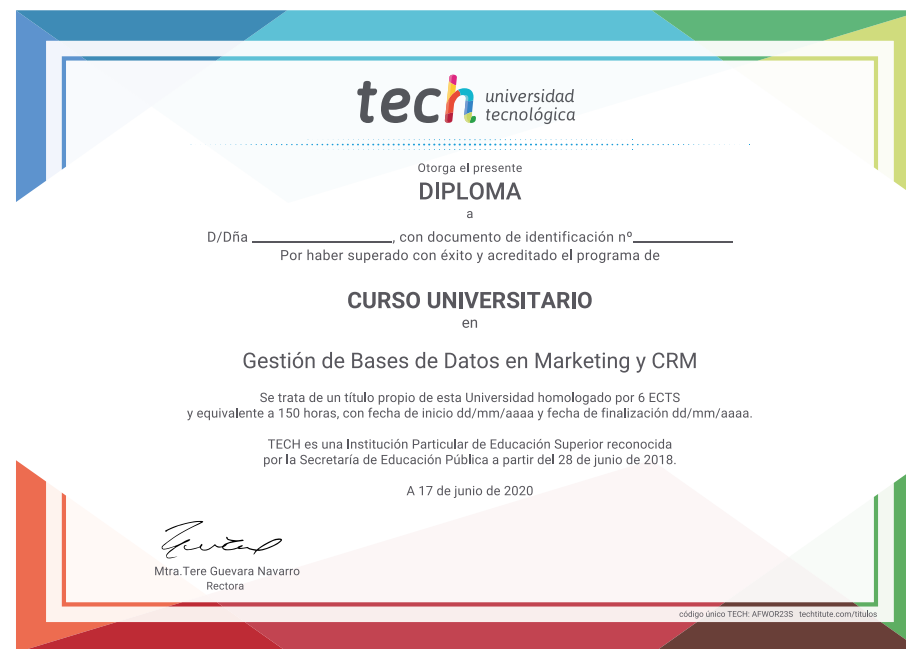 tech universidad
tecnológica
Otorga el presente
DIPLOMA
a
D/Dña ____________________, con documento de identificación nº______________
Por haber superado con éxito y acreditado el programa de
CURSO UNIVERSITARIO
en
Gestión de Bases de Datos en Marketing y CRM
Se trata de un título propio de esta Universidad homologado por 6 ECTS
y equivalente a 150 horas, con fecha de inicio dd/mm/aaaa y fecha de finalización dd/mm/aaaa.
TECH es una Institución Particular de Educación Superior reconocida
por la Secretaría de Educación Pública a partir del 28 de junio de 2018.
A 17 de junio de 2020
Mtra.Tere Guevara Navarro
Rectora
código único TECH: AFWOR23S techtitute.com/titulos